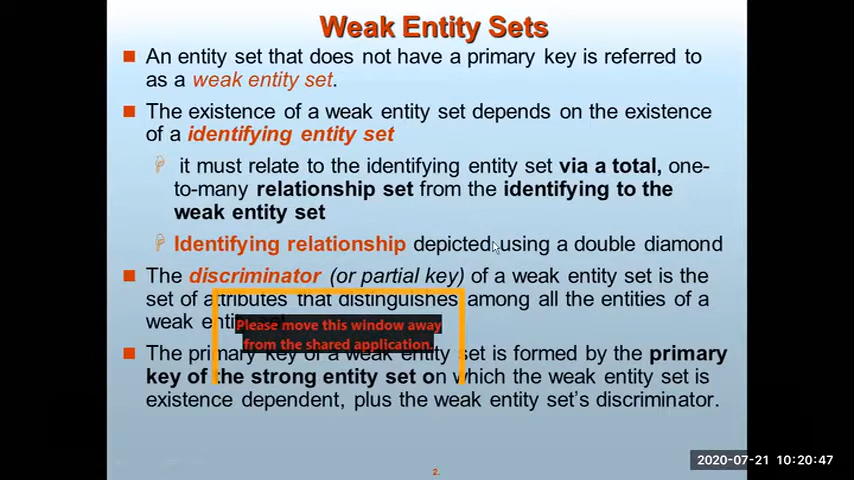 Weak Entity Sets
An entity set that does not have a primary key is referred to
as a weak entity set.
The existence of a weak entity set depends on the existence
of a identifying entity set
it must relate to the identifying entity set via a total, one-
to-many relationship set from the identifying to the
weak entity set
Identifying relationship depicted using a double diamond
The discriminator (or partial key) of a weak entity set is the
set of attributes that distinguishes among all the entities of a
weak
Please move this window away
from the shared application.
The primary key of a weak entity set is formed by the primary
key of the strong entity set on which the weak entity set is
existence dependent, plus the weak entity set's discriminator.
2.
2020-07-21 10:20:47